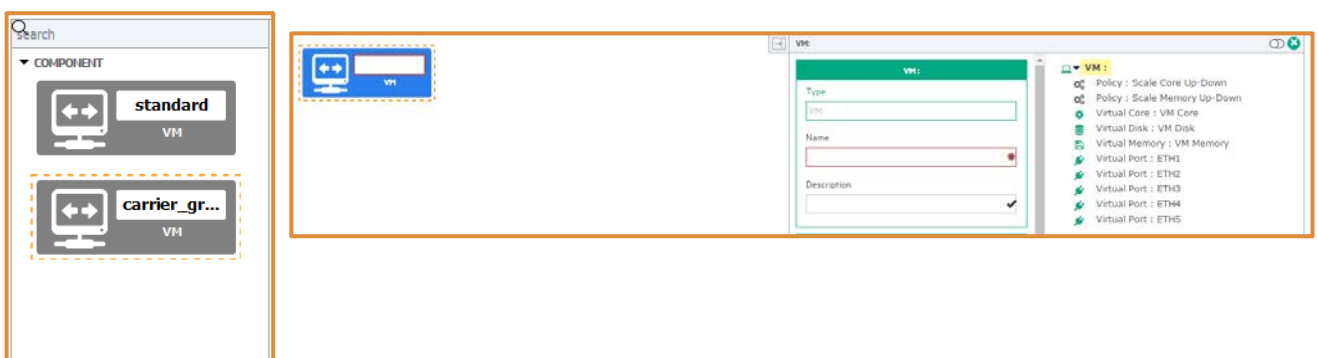 search
COMPONENT
standard
VM
carrier_gr...
VM
VM
VM:
VM :
Type
VM
Name
Description
VM :
Policy : Scale Core Up-Down
Policy : Scale Memory Up-Down
Virtual Core : VM Core
Virtual Disk : VM Disk
Virtual Memory : VM Memory
Virtual Port : ETH1
Virtual Port : ETH2
Virtual Port : ETH3
Virtual Port : ETH4
Virtual Port : ETH5